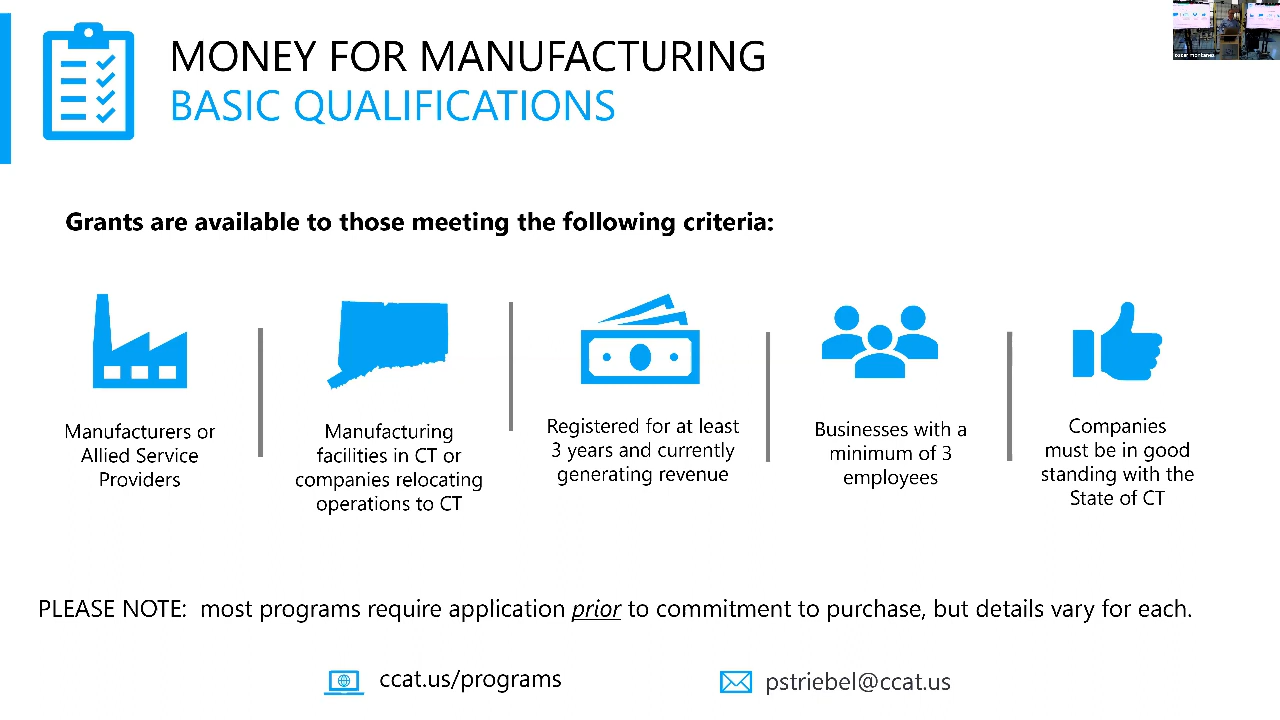 MONEY FOR MANUFACTURING
BASIC QUALIFICATIONS
Grants are available to those meeting the following criteria:
Manufacturers or
Allied Service
Providers
Manufacturing
facilities in CT or
companies relocating
operations to CT
Registered for at least
3 years and currently
generating revenue
Businesses with a
minimum of 3
employees
Companies
must be in good
standing with the
State of CT
PLEASE NOTE: most programs require application prior to commitment to purchase, but details vary for each.
ccat.us/programs
pstriebel@ccat.us